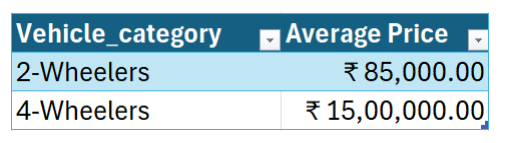 Vehicle_category Average Price
2-Wheelers ₹ 85,000.00
4-Wheelers ₹ 15,00,000.00